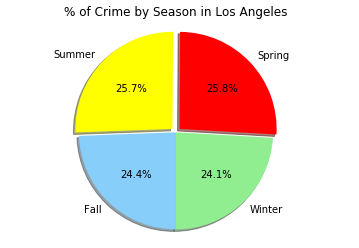 % of Crime by Season in Los Angeles
Summer
Spring
25.7%
25.8%
24.4%
24.1%
Fall
Winter